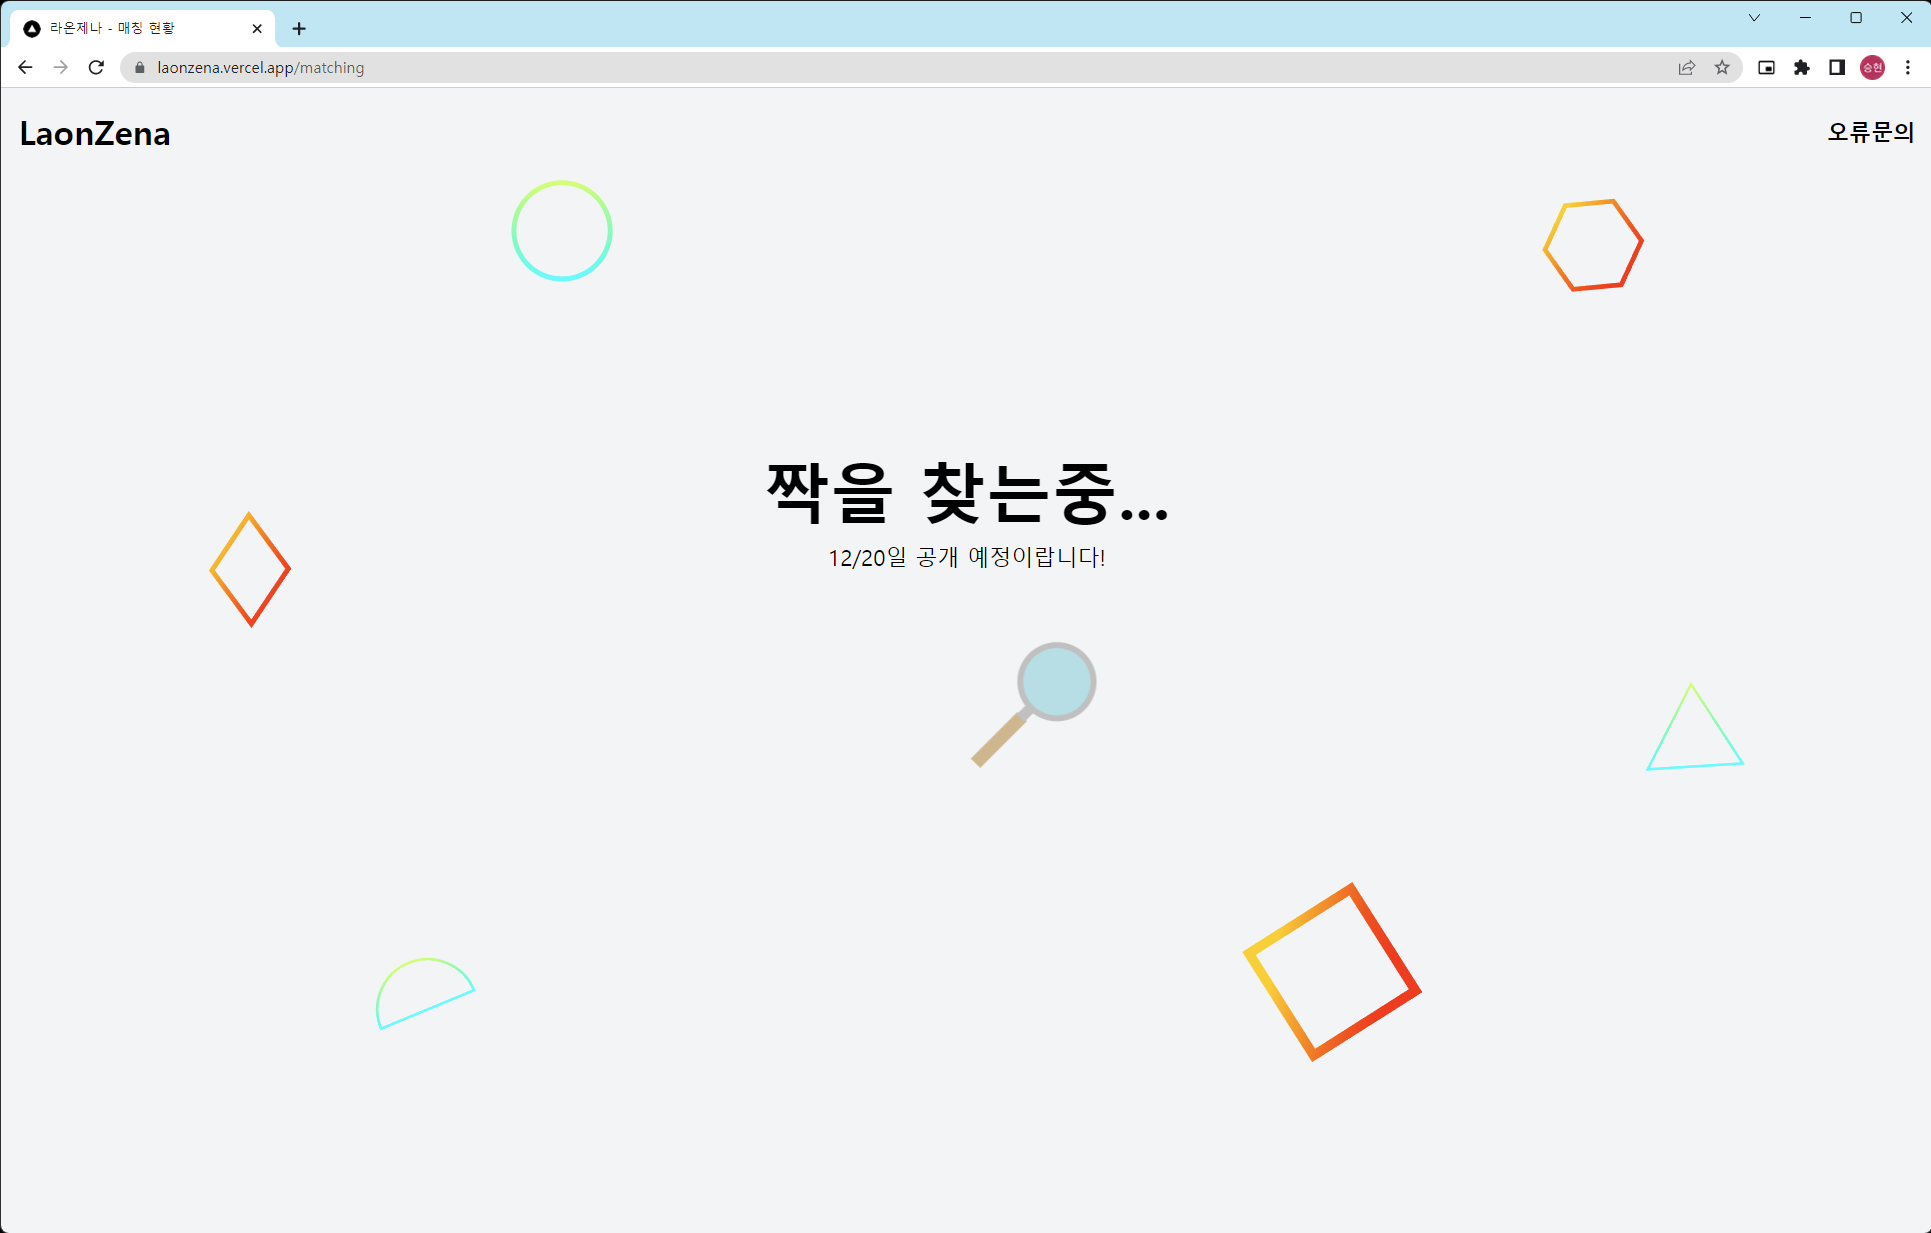 라온제나 - 매칭 현황
laonzena.vercel.app/matching
승현
LaonZena
오류문의
짝을 찾는중...
12/20일 공개 예정이랍니다!